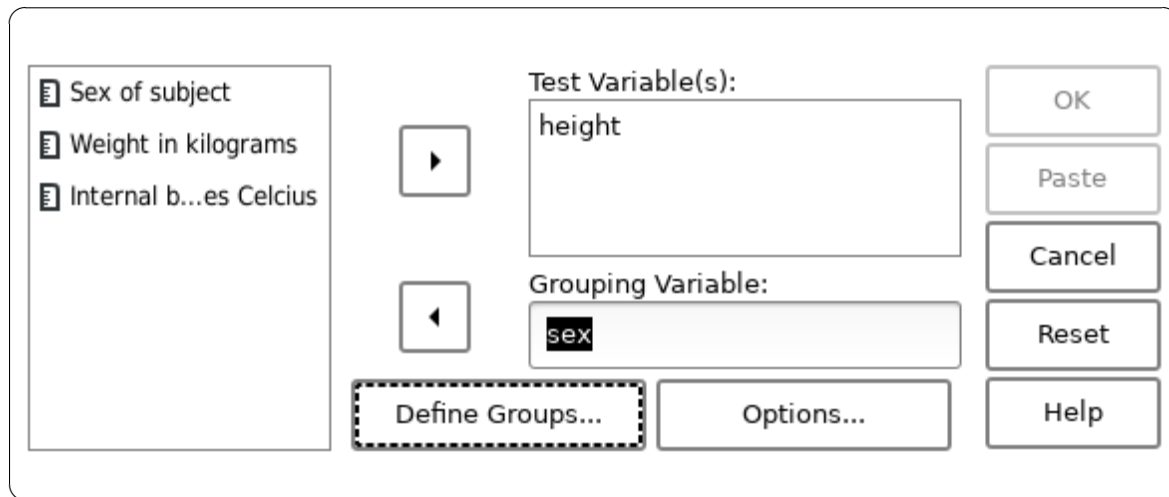 Sex of subject
Weight in kilograms
Internal b...es Celcius
Test Variable(s):
height
Grouping Variable:
sex
Define Groups...
Options...
OK
Paste
Cancel
Reset
Help